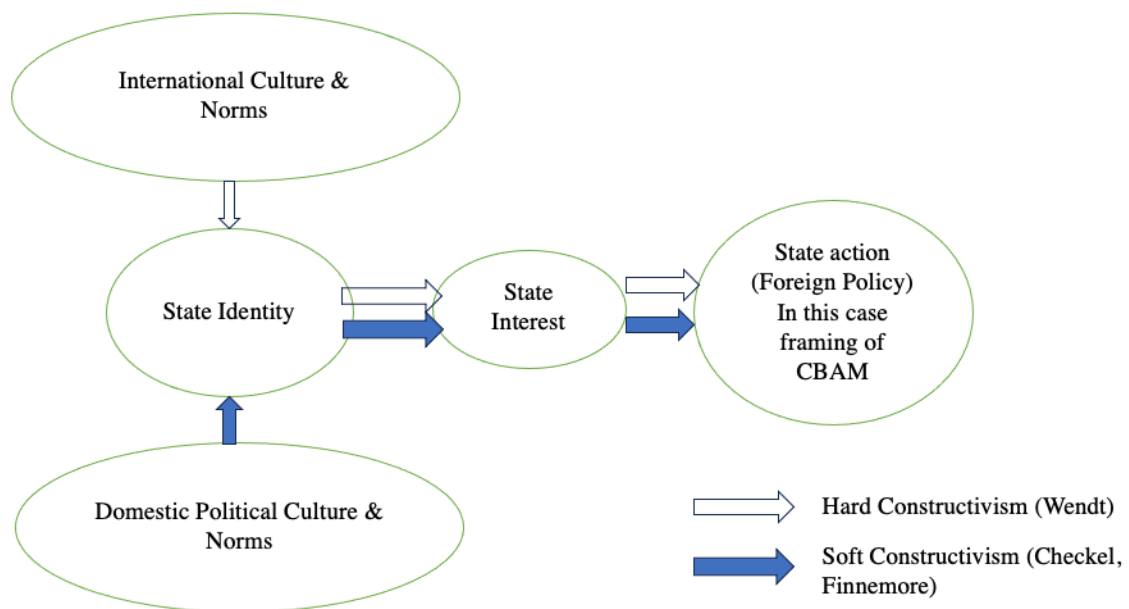 International Culture &
Norms
State Identity
State
Interest
State action
(Foreign Policy)
In this case
framing of
CBAM
Domestic Political Culture &
Norms
Hard Constructivism (Wendt)
Soft Constructivism (Checkel,
Finnemore)